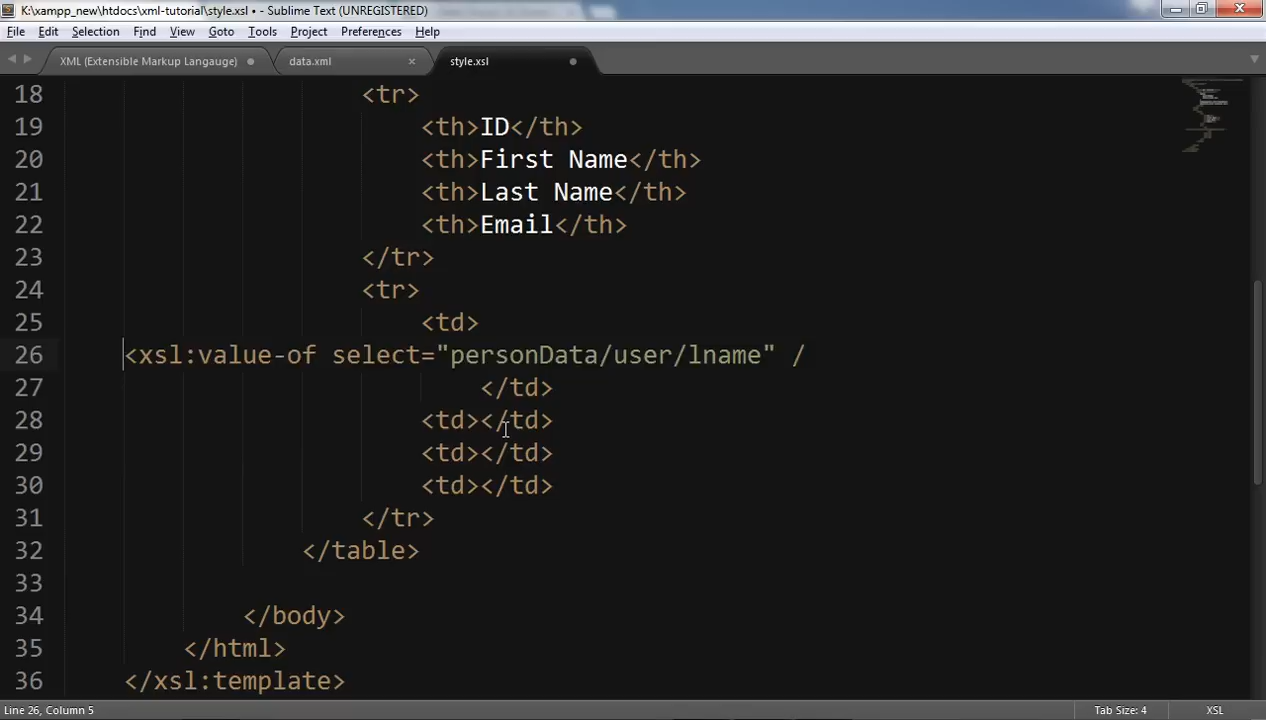 K:\xampp_new\htdocs\xml-tutorial\style.xsl • - Sublime Text (UNREGISTERED)
File Edit Selection Find View Goto Tools Project Preferences Help
XML (Extensible Markup Langauge) data.xml style.xsl
18 <tr>
19 <th>ID</th>
20 <th>First Name</th>
21 <th>Last Name</th>
22 <th>Email</th>
23 </tr>
24 <tr>
25 <td>
26 <xsl:value-of select="personData/user/lname" /
27 </td>
28 <td></td>
29 <td></td>
30 <td></td>
31 </tr>
32 </table>
33
34 </body>
35 </html>
36 </xsl:template>
Line 26, Column 5 Tab Size: 4 XSL